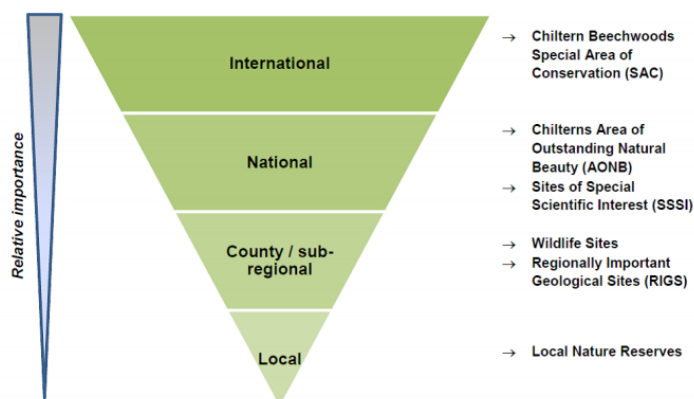 Relative importance
International
→ Chiltern Beechwoods
Special Area of
Conservation (SAC)
National
→ Chilterns Area of
Outstanding Natural
Beauty (AONB)
→ Sites of Special
Scientific Interest (SSSI)
County / sub-
regional
→ Wildlife Sites
→ Regionally Important
Geological Sites (RIGS)
Local
→ Local Nature Reserves